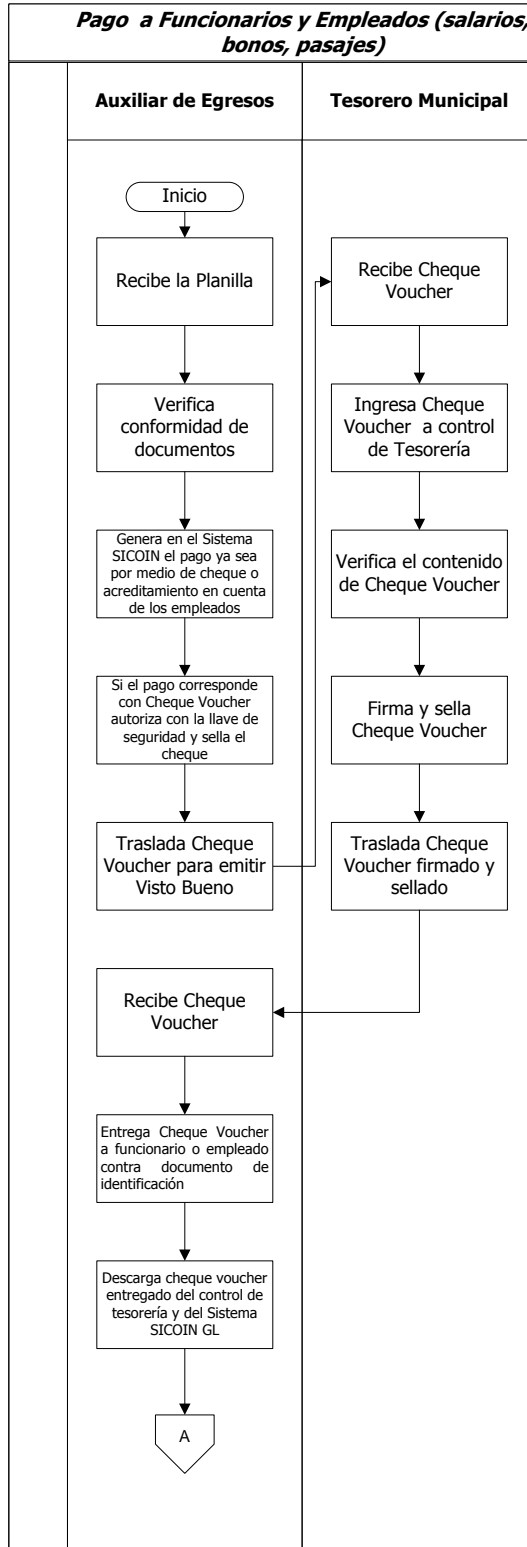 Pago a Funcionarios y Empleados (salarios,
bonos, pasajes)
Auxiliar de Egresos
Tesorero Municipal
Inicio
Recibe la Planilla
Verifica
conformidad de
documentos
Genera en el Sistema
SICOIN el pago ya sea
por medio de cheque o
acreditamiento en cuenta
de los empleados
Si el pago corresponde
con Cheque Voucher
autoriza con la llave de
seguridad y sella el
cheque
Traslada Cheque
Voucher para emitir
Visto Bueno
Recibe Cheque
Voucher
Ingresa Cheque
Voucher a control
de Tesorería
Verifica el contenido
de Cheque Voucher
Firma y sella
Cheque Voucher
Traslada Cheque
Voucher firmado y
sellado
Recibe Cheque
Voucher
Entrega Cheque Voucher
a funcionario o empleado
contra documento de
identificación
Descarga cheque voucher
entregado del control de
tesorería y del Sistema
SICOIN GL
A